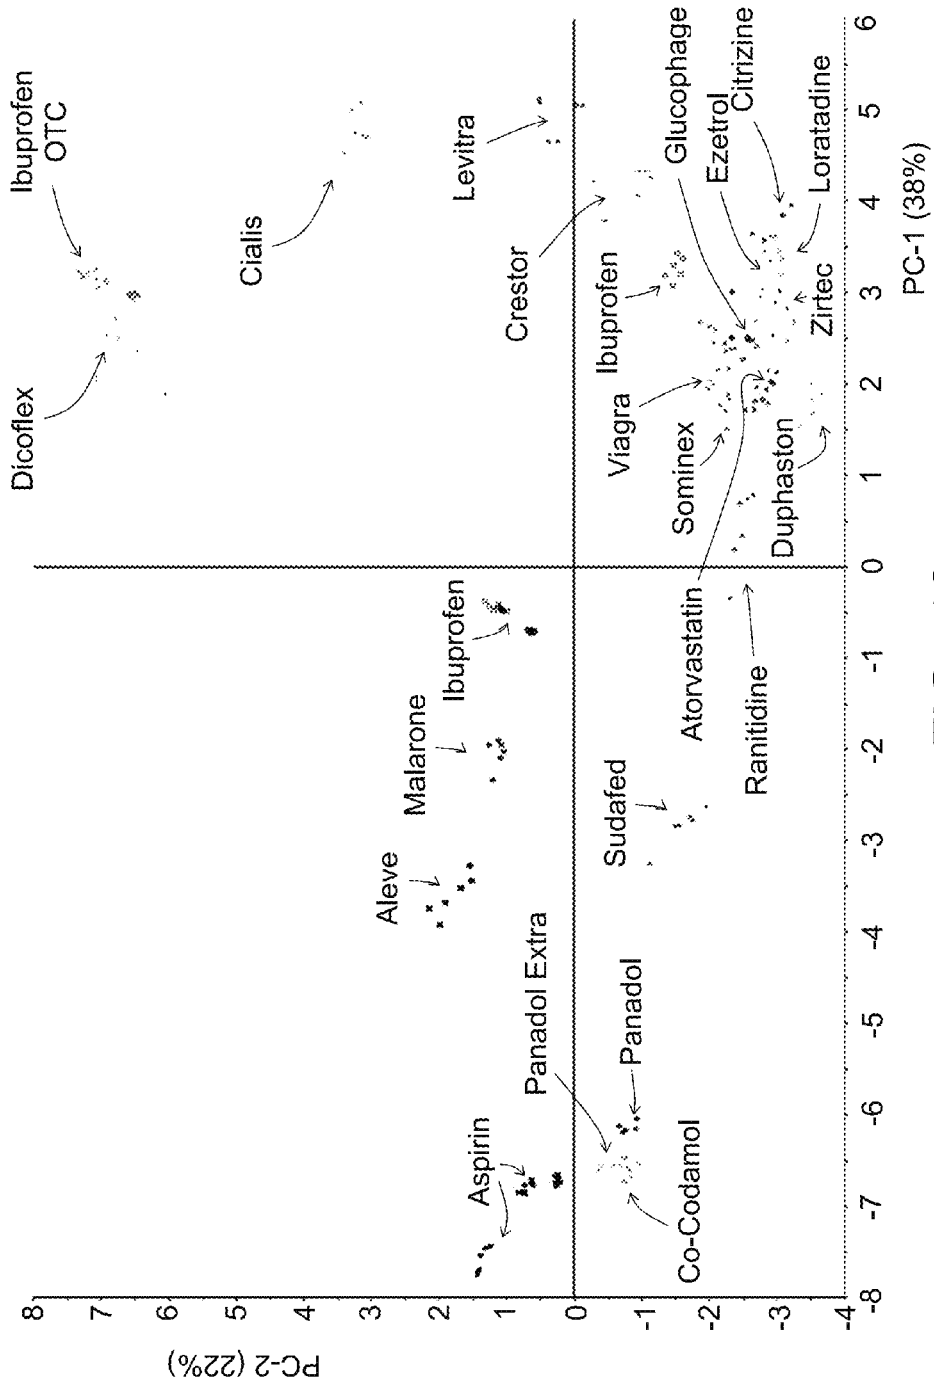 PC-2 (22%)
8
7
6
5
4
3
2
1
0
-1
-2
-3
-4
-8
-7
-6
-5
-4
-3
-2
-1
0
1
2
3
4
5
6
PC-1 (38%)
Aspirin
Co-Codamol
Panadol Extra
Panadol
Aleve
Malarone
Sudafed
Ibuprofen
Ranitidine
Atorvastatin
Dicoflex
Ibuprofen
OTC
Cialis
Levitra
Crestor
Ibuprofen
Viagra
Sominex
Duphaston
Glucophage
Ezetrol
Citrizine
Loratadine
Zirtec